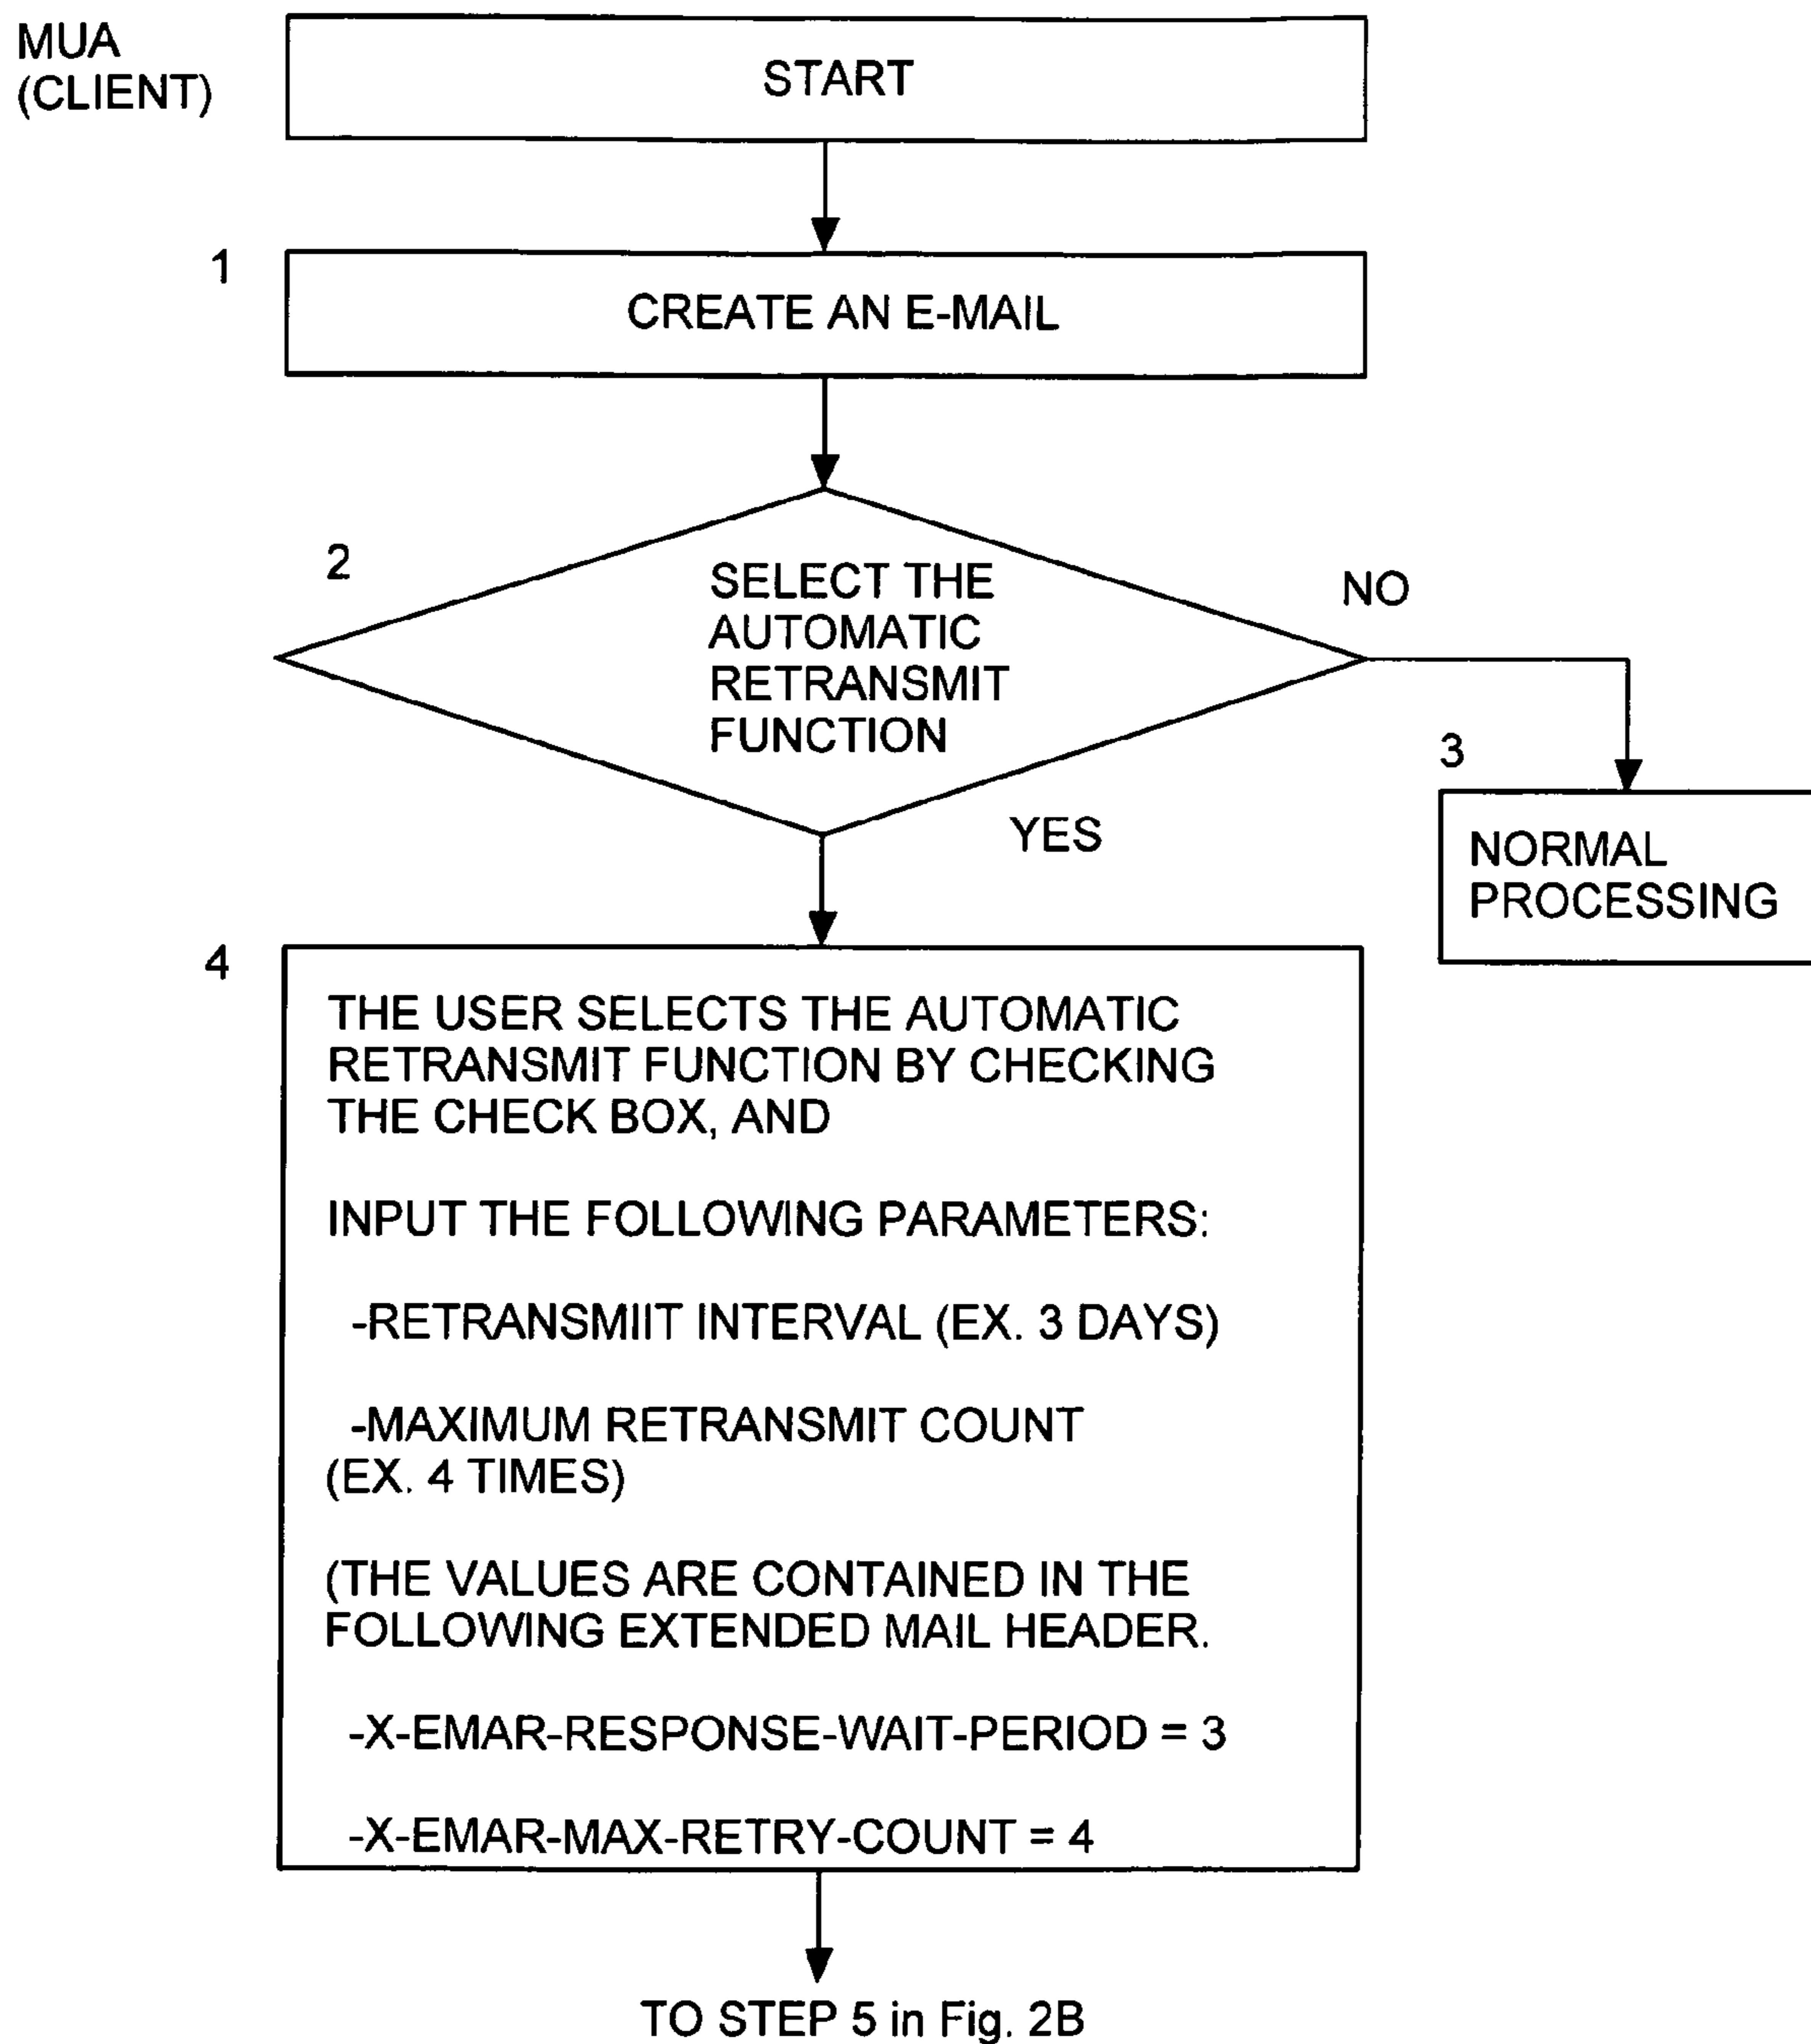 MUA
(CLIENT)
START
1
CREATE AN E-MAIL
2
SELECT THE
AUTOMATIC
RETRANSMIT
FUNCTION
NO
YES
3
NORMAL
PROCESSING
4
THE USER SELECTS THE AUTOMATIC
RETRANSMIT FUNCTION BY CHECKING
THE CHECK BOX, AND
INPUT THE FOLLOWING PARAMETERS:
-RETRANSMIIT INTERVAL (EX. 3 DAYS)
-MAXIMUM RETRANSMIT COUNT
(EX. 4 TIMES)
(THE VALUES ARE CONTAINED IN THE
FOLLOWING EXTENDED MAIL HEADER.
-X-EMAR-RESPONSE-WAIT-PERIOD = 3
-X-EMAR-MAX-RETRY-COUNT = 4
TO STEP 5 in Fig. 2B